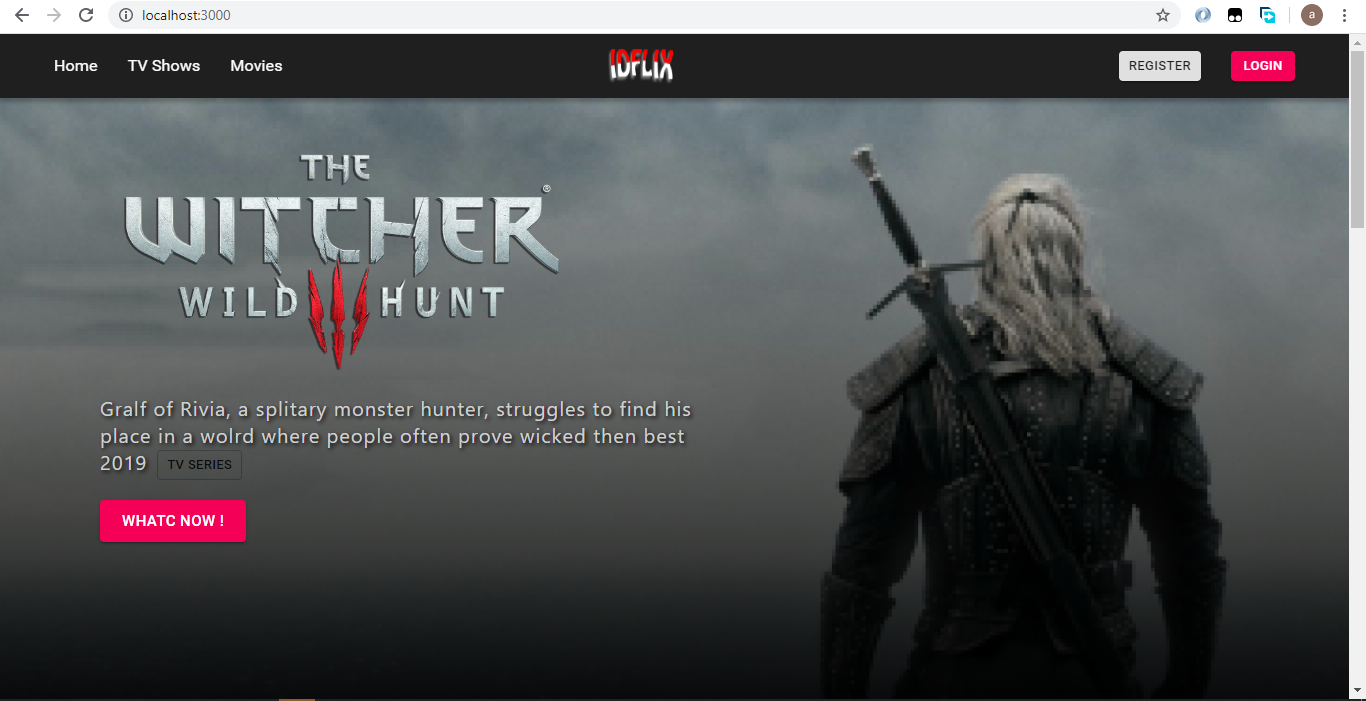 localhost:3000
a
Home TV Shows Movies IDFLIX REGISTER LOGIN
THE
WITCHER®
WILD HUNT
Gralf of Rivia, a splitary monster hunter, struggles to find his
place in a wolrd where people often prove wicked then best
2019 TV SERIES
WHATC NOW !